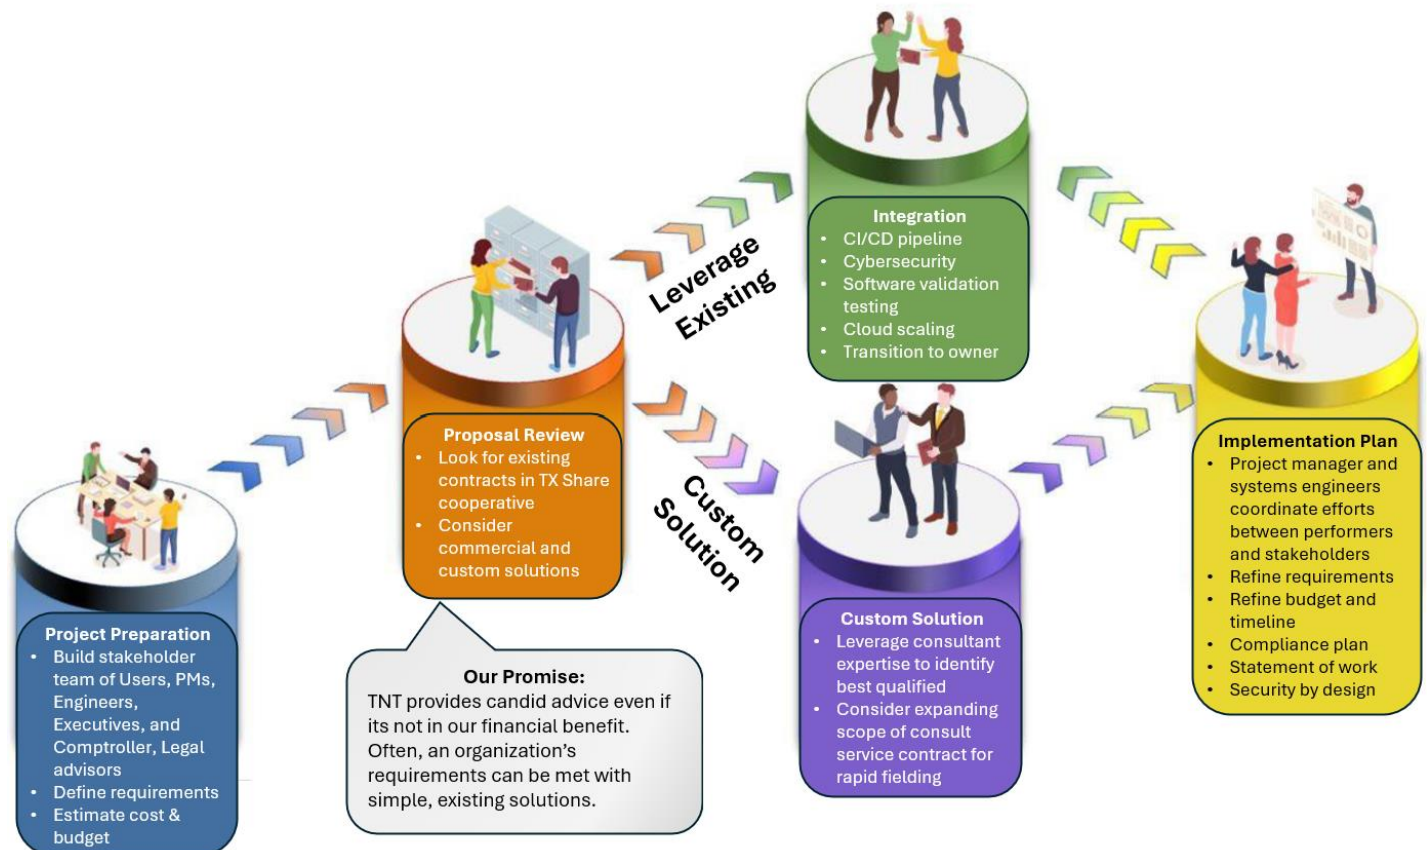 Project Preparation
• Build stakeholder
team of Users, PMs,
Engineers,
Executives, and
Comptroller, Legal
advisors
• Define requirements
• Estimate cost &
budget
Proposal Review
• Look for existing
contracts in TX Share
cooperative
• Consider
commercial and
custom solutions
Our Promise:
TNT provides candid advice even if
its not in our financial benefit.
Often, an organization’s
requirements can be met with
simple, existing solutions.
Leverage
Existing
Custom
Solution
Integration
• CI/CD pipeline
• Cybersecurity
• Software validation
testing
• Cloud scaling
• Transition to owner
Custom Solution
• Leverage consultant
expertise to identify
best qualified
• Consider expanding
scope of consult
service contract for
rapid fielding
Implementation Plan
• Project manager and
systems engineers
coordinate efforts
between performers
and stakeholders
• Refine requirements
• Refine budget and
timeline
• Compliance plan
• Statement of work
• Security by design